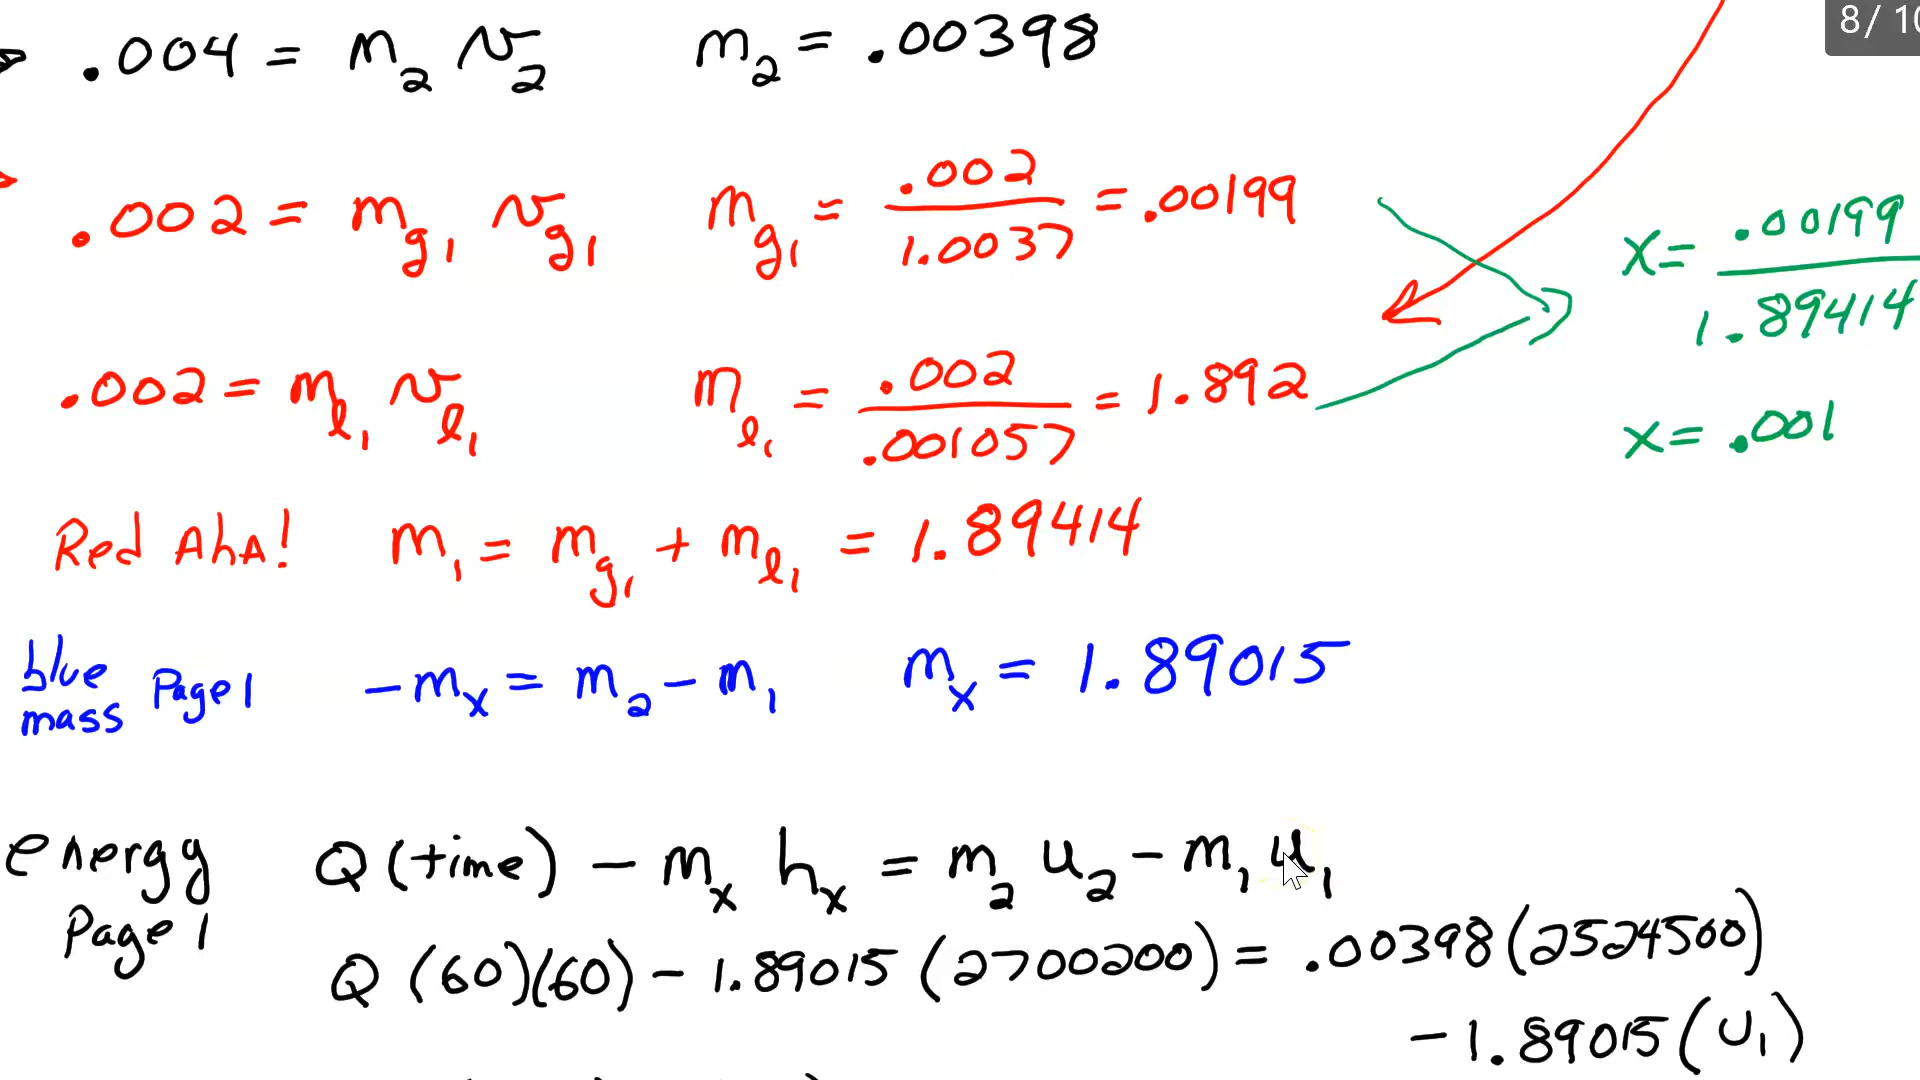 8/ 10
.004 = m2 v2 m2 = .00398
.002 = mg1 vg1 mg1 = .002 / 1.0037 = .00199
x = .00199 / 1.89414
.002 = ml1 vl1 ml1 = .002 / .001057 = 1.892
x = .001
Red AhA! m1 = mg1 + ml1 = 1.89414
blue mass Page 1 -mx = m2 - m1 mx = 1.89015
energy Page 1 Q (time) - mx hx = m2 u2 - m1 u1
Q (60)(60) - 1.89015 (2700200) = .00398 (2524500)
- 1.89015 (u1)